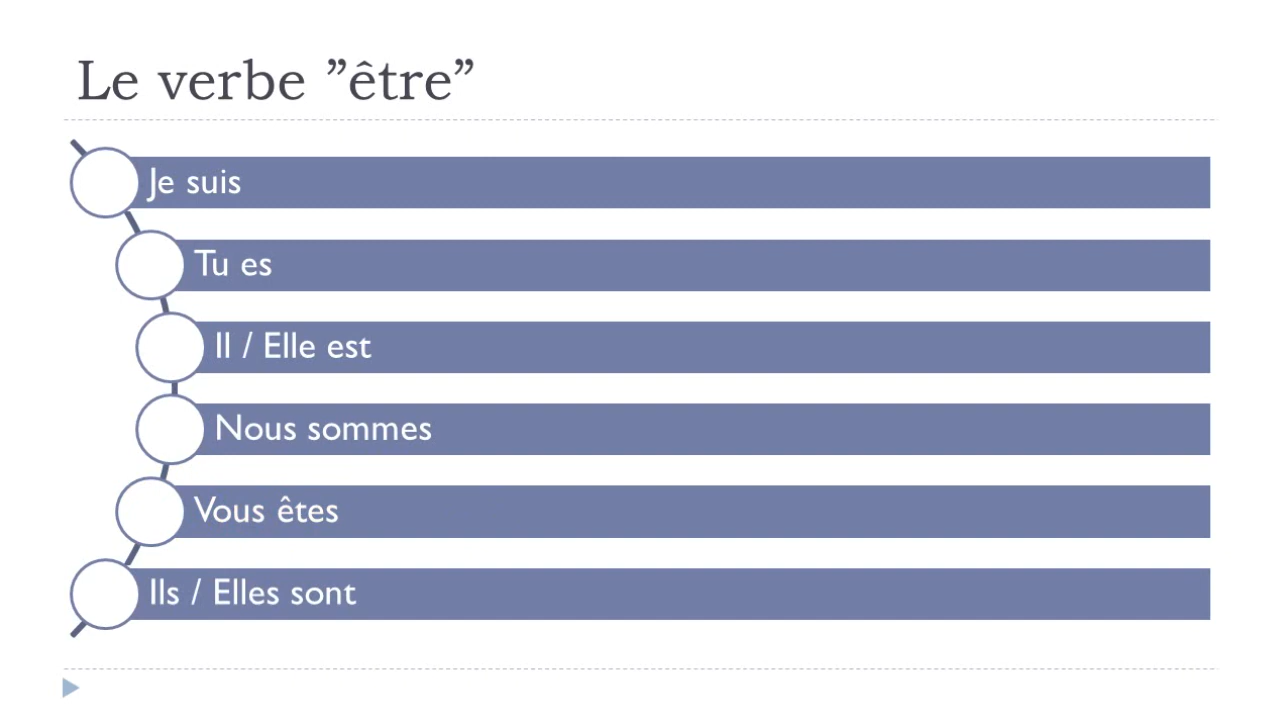 Le verbe ”être”
Je suis
Tu es
Il / Elle est
Nous sommes
Vous êtes
Ils / Elles sont